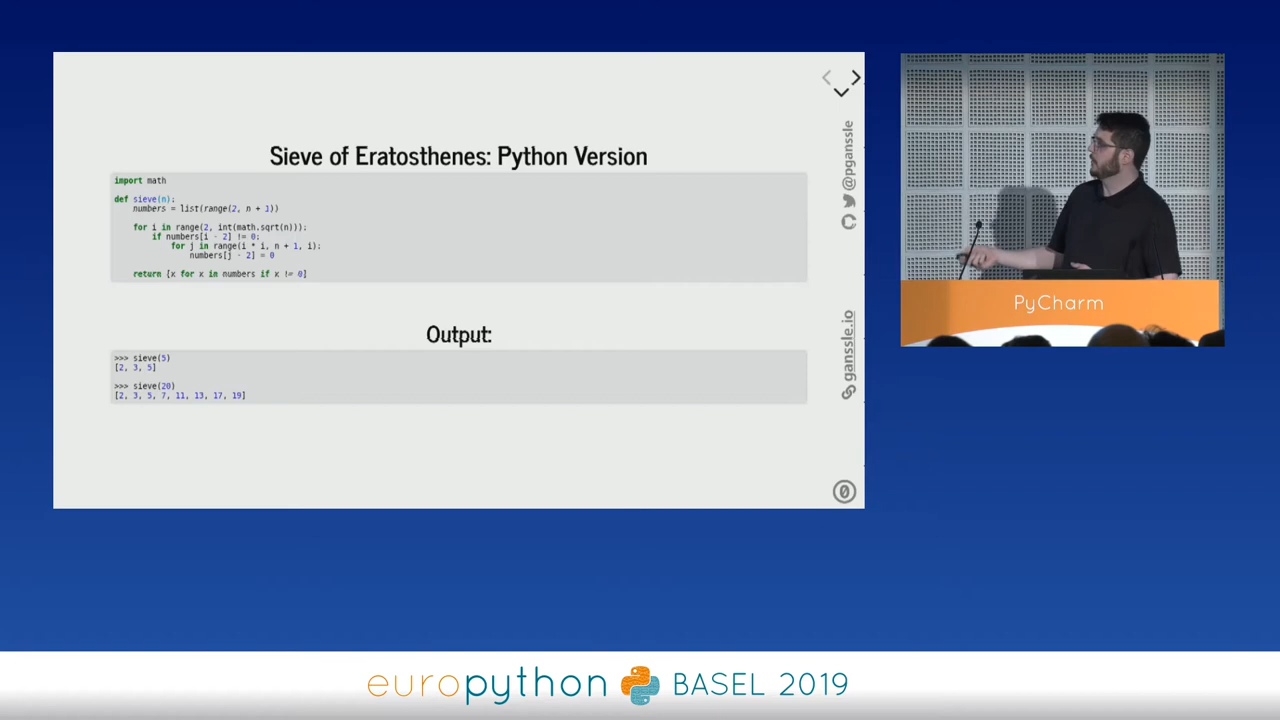 Sieve of Eratosthenes: Python Version
import math
def sieve(n):
numbers = list(range(2, n + 1))
for i in range(2, int(math.sqrt(n))):
if numbers[i - 2] != 0:
for j in range(i * i, n + 1, i):
numbers[j - 2] = 0
return [x for x in numbers if x != 0]
Output:
>>> sieve(5)
[2, 3, 5]
>>> sieve(20)
[2, 3, 5, 7, 11, 13, 17, 19]
@pganssle
ganssle.io
0
PyCharm
europython BASEL 2019